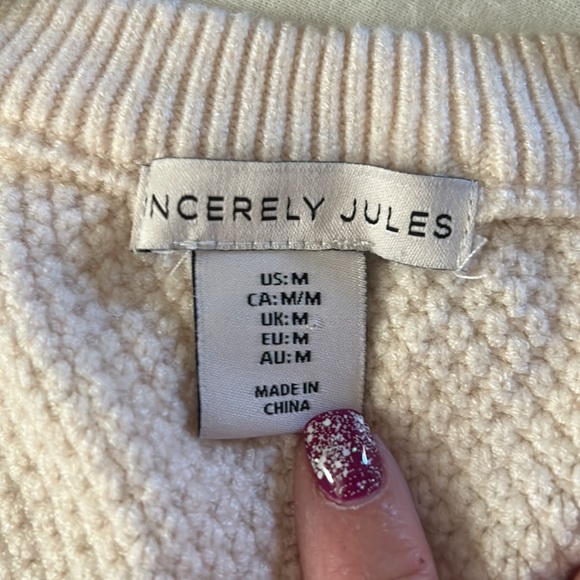 INCERELY JULES
US: M
CA: M/M
UK: M
EU: M
AU: M
MADE IN
CHINA